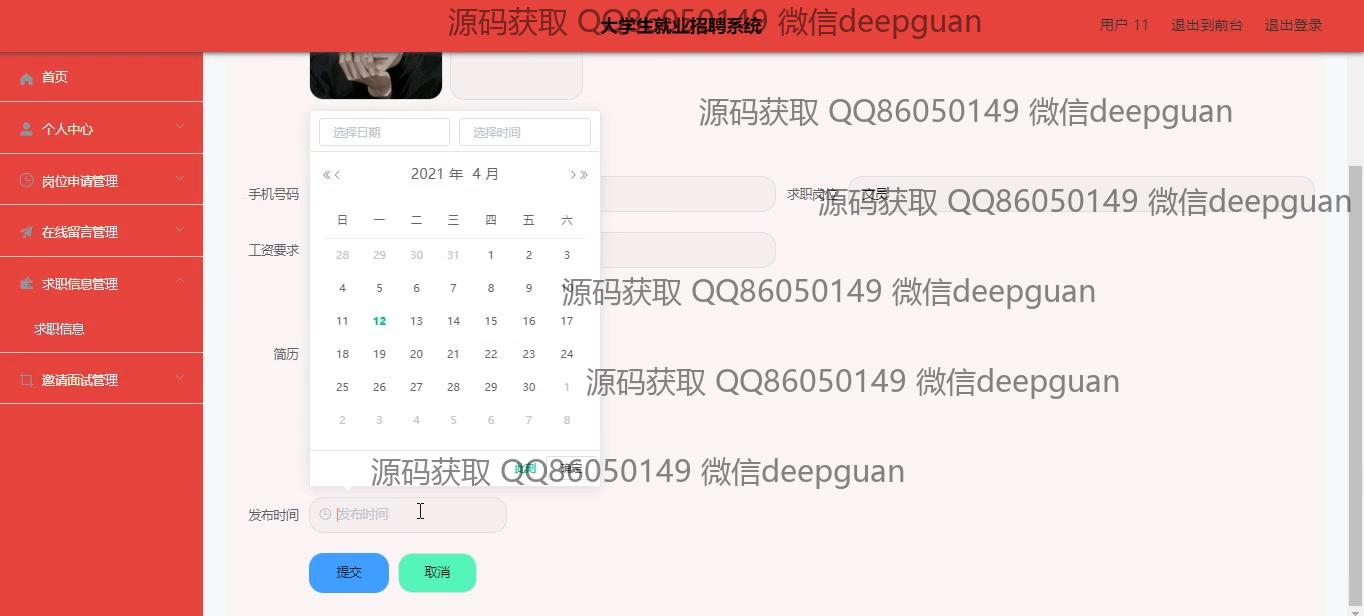 源码获取 QQ86050149 微信deepguan
大学生就业招聘系统
用户 11 退出到前台 退出登录
首页
个人中心
岗位申请管理
在线留言管理
求职信息管理
求职信息
邀请面试管理
源码获取 QQ86050149 微信deepguan
选择日期 选择时间
2021 年 4 月
手机号码
求职岗位
文员
源码获取 QQ86050149 微信deepguan
日 一 二 三 四 五 六
工资要求
28 29 30 31 1 2 3
4 5 6 7 8 9 10
源码获取 QQ86050149 微信deepguan
11 12 13 14 15 16 17
简历
18 19 20 21 22 23 24
源码获取 QQ86050149 微信deepguan
25 26 27 28 29 30 1
2 3 4 5 6 7 8
此刻 确定
源码获取 QQ86050149 微信deepguan
发布时间 发布时间
提交 取消